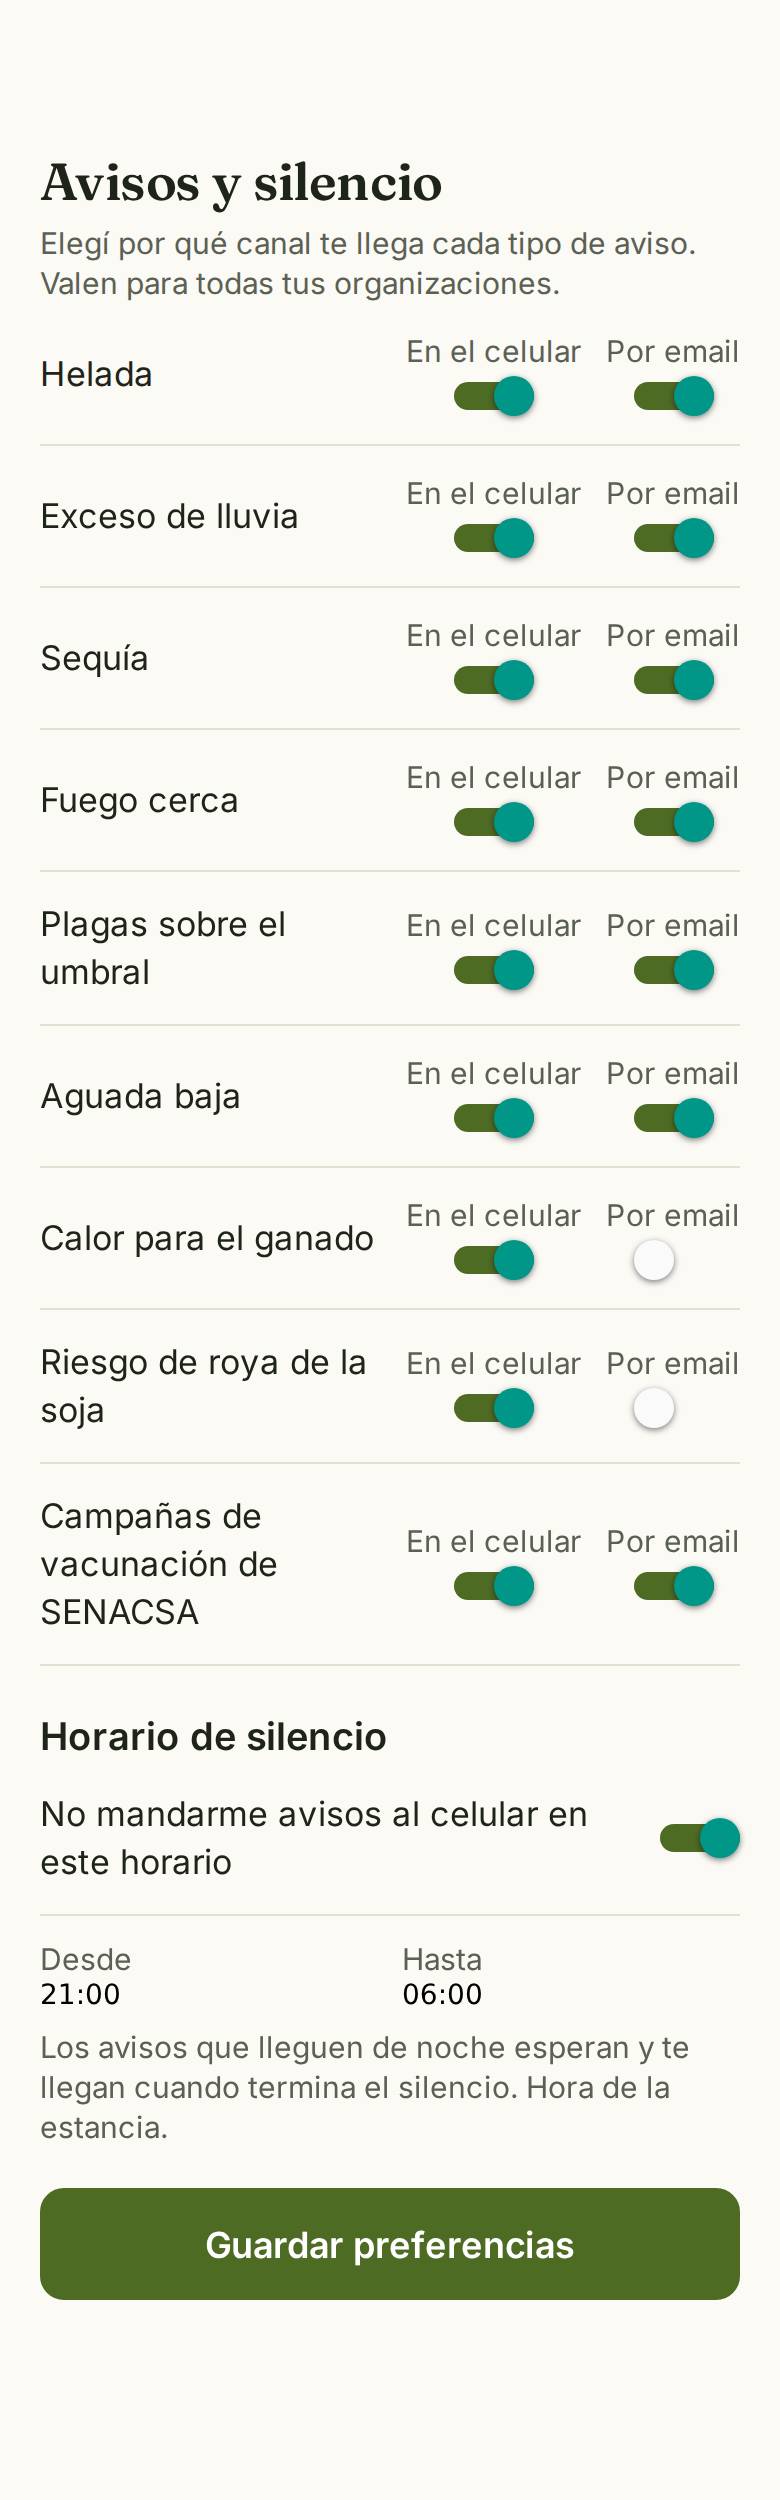 Avisos y silencio
Elegí por qué canal te llega cada tipo de aviso.
Valen para todas tus organizaciones.
Helada
En el celular Por email
Exceso de lluvia
En el celular Por email
Sequía
En el celular Por email
Fuego cerca
En el celular Por email
Plagas sobre el
umbral
En el celular Por email
Aguada baja
En el celular Por email
Calor para el ganado
En el celular Por email
Riesgo de roya de la
soja
En el celular Por email
Campañas de
vacunación de
SENACSA
En el celular Por email
Horario de silencio
No mandarme avisos al celular en
este horario
Desde Hasta
21:00 06:00
Los avisos que lleguen de noche esperan y te
llegan cuando termina el silencio. Hora de la
estancia.
Guardar preferencias